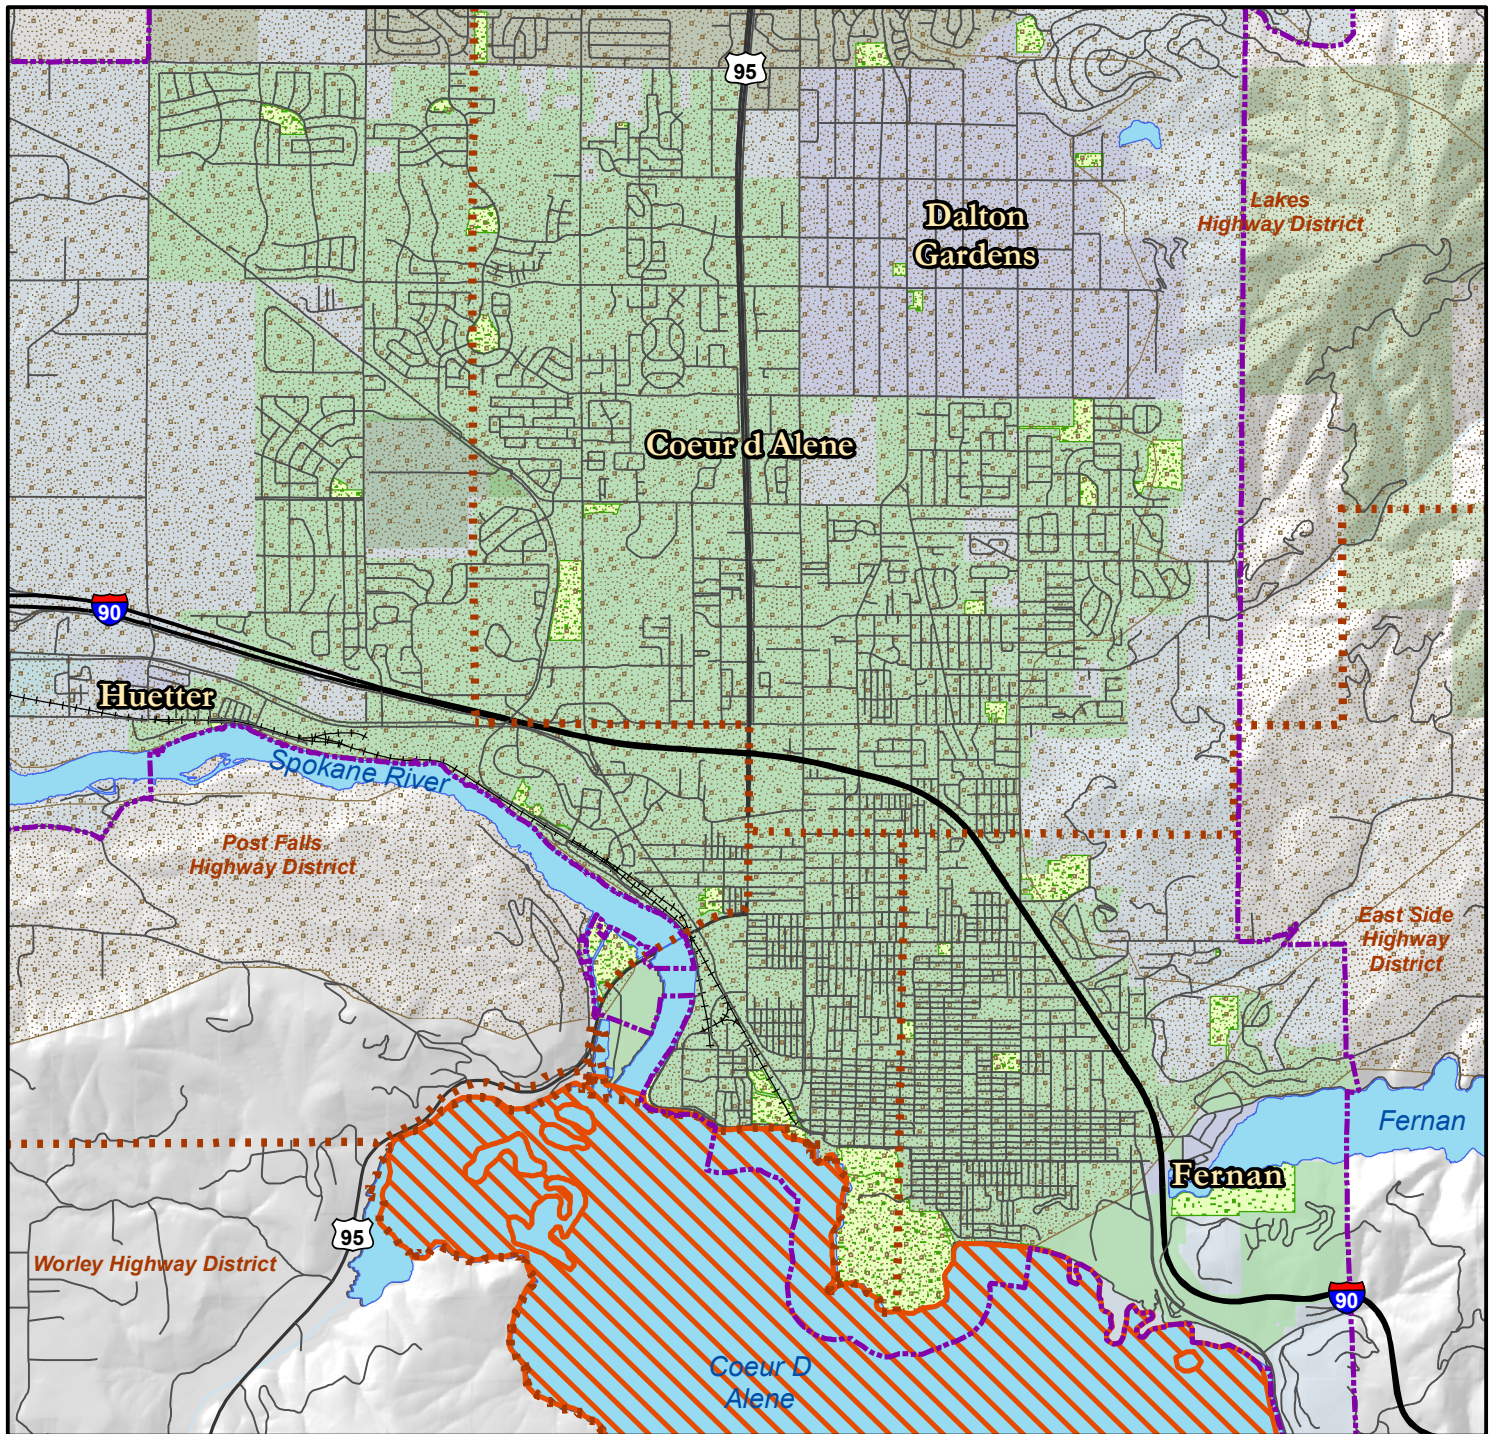 95
Lakes
Highway District
Dalton
Gardens
Coeur d Alene
90
Huetter
Spokane River
Post Falls
Highway District
East Side
Highway
District
Fernan
Fernan
95
Worley Highway District
90
Coeur D
Alene